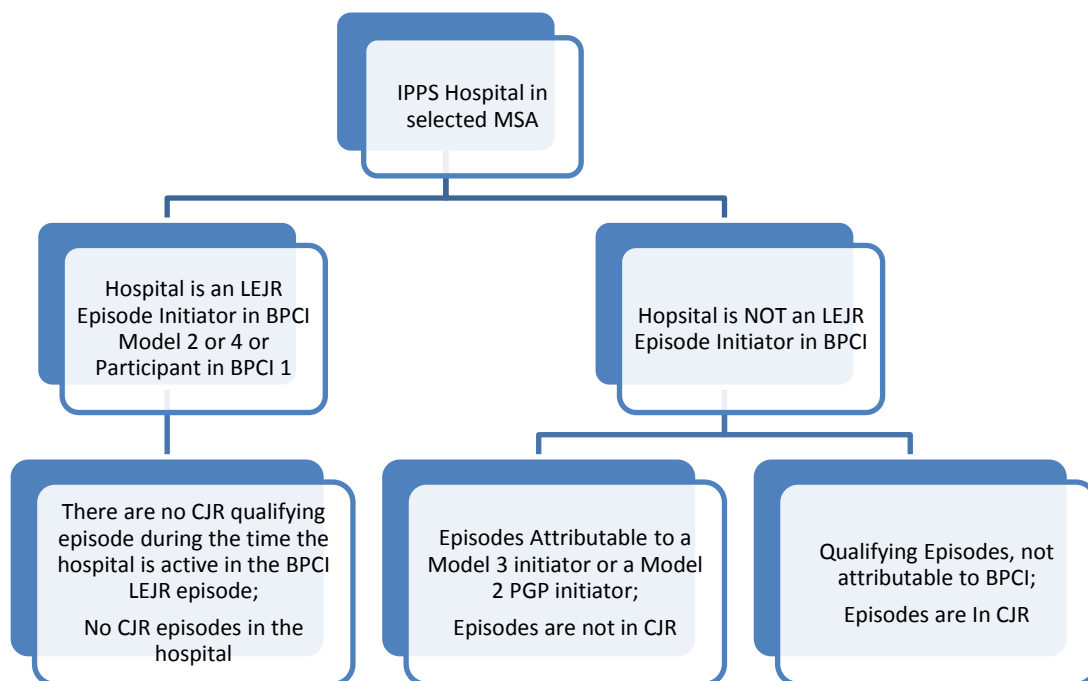 IPPS Hospital in
selected MSA
Hospital is an LEJR
Episode Initiator in BPCI
Model 2 or 4 or
Participant in BPCI 1
Hopsital is NOT an LEJR
Episode Initiator in BPCI
There are no CJR qualifying
episode during the time the
hospital is active in the BPCI
LEJR episode;
No CJR episodes in the
hospital
Episodes Attributable to a
Model 3 initiator or a Model
2 PGP initiator;
Episodes are not in CJR
Qualifying Episodes, not
attributable to BPCI;
Episodes are In CJR